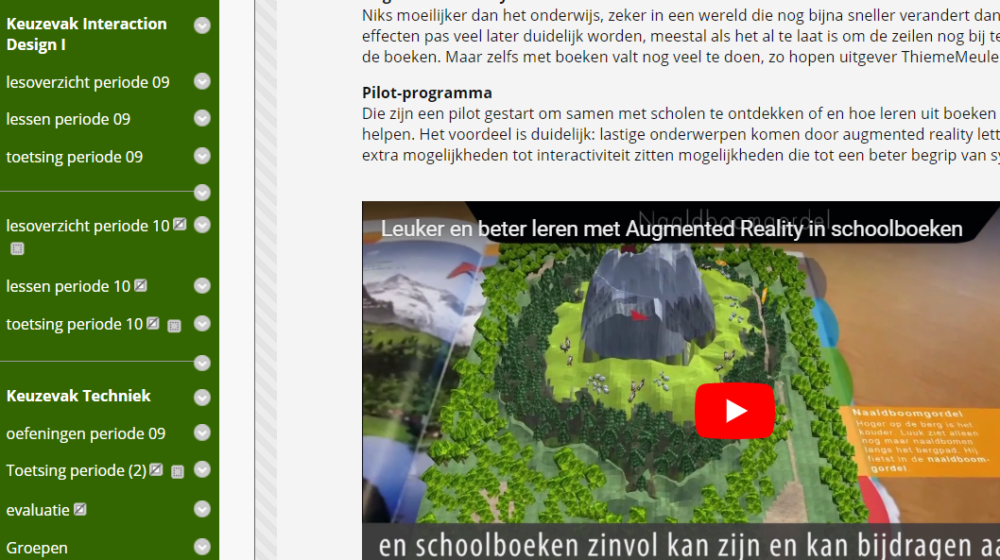 Keuzevak Interaction
Design I
lesoverzicht periode 09
lessen periode 09
toetsing periode 09
lesoverzicht periode 10
lessen periode 10
toetsing periode 10
Keuzevak Techniek
oefeningen periode 09
Toetsing periode (2)
evaluatie
Groepen
Niks moeilijker dan het onderwijs, zeker in een wereld die nog bijna sneller verandert dan
effecten pas veel later duidelijk worden, meestal als het al te laat is om de zeilen nog bij te
de boeken. Maar zelfs met boeken valt nog veel te doen, zo hopen uitgever ThiemeMeule
Pilot-programma
Die zijn een pilot gestart om samen met scholen te ontdekken of en hoe leren uit boeken
helpen. Het voordeel is duidelijk: lastige onderwerpen komen door augmented reality lett
extra mogelijkheden tot interactiviteit zitten mogelijkheden die tot een beter begrip van sy
Naaldboomgordel
Leuker en beter leren met Augmented Reality in schoolboeken
Naaldboomgordel
Hoger op de berg is het
kouder. Luuk ziet alleen
nog maar naaldbomen
langs het bergpad. Hij
fietst in de naaldboom-
gordel.
en schoolboeken zinvol kan zijn en kan bijdragen aa